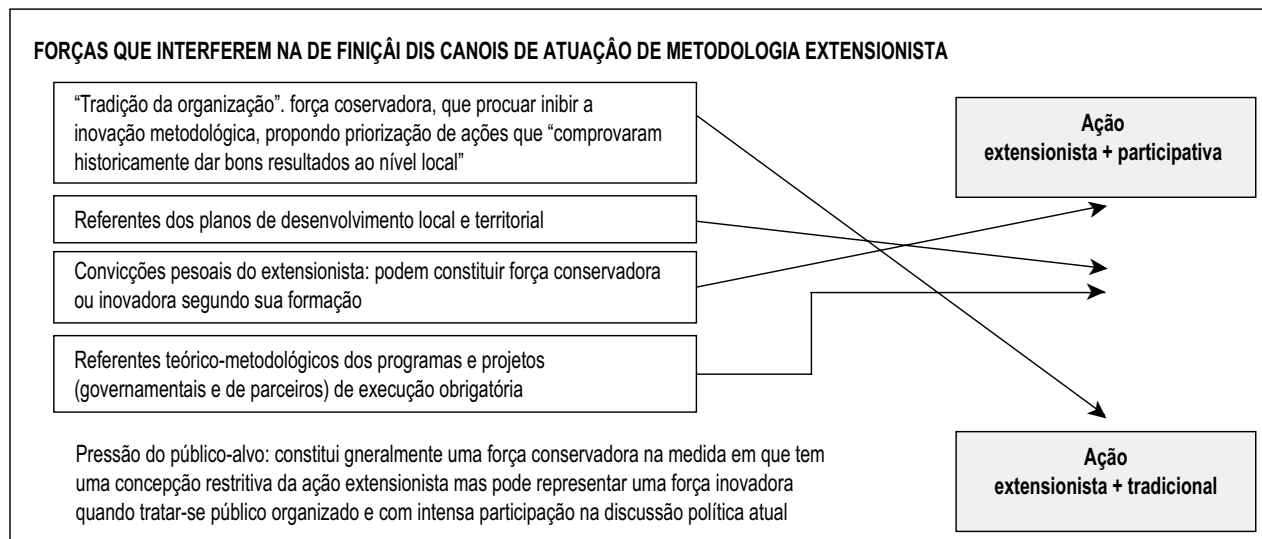 FORÇAS QUE INTERFEREM NA DE FINIÇÂI DIS CANOIS DE ATUAÇÂO DE METODOLOGIA EXTENSIONISTA
“Tradição da organização”. força coservadora, que procuar inibir a
inovação metodológica, propondo priorização de ações que “comprovaram
historicamente dar bons resultados ao nível local”
Referentes dos planos de desenvolvimento local e territorial
Convicções pesoais do extensionista: podem constituir força conservadora
ou inovadora segundo sua formação
Referentes teórico-metodológicos dos programas e projetos
(governamentais e de parceiros) de execução obrigatória
Pressão do público-alvo: constitui gneralmente uma força conservadora na medida em que tem
uma concepção restritiva da ação extensionista mas pode representar uma força inovadora
quando tratar-se público organizado e com intensa participação na discussão política atual
Ação
extensionista + participativa
Ação
extensionista + tradicional